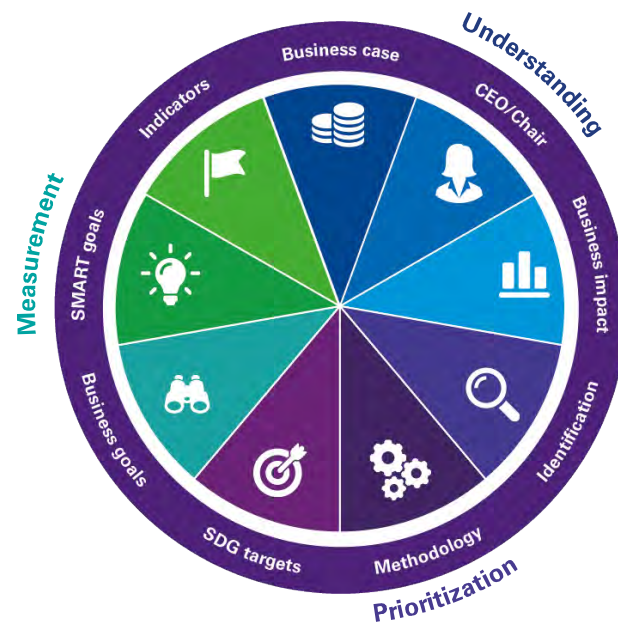 Understanding
Business case
CEO/Chair
Business impact
Identification
Methodology
Prioritization
SDG targets
Business goals
SMART goals
Measurement
Indicators